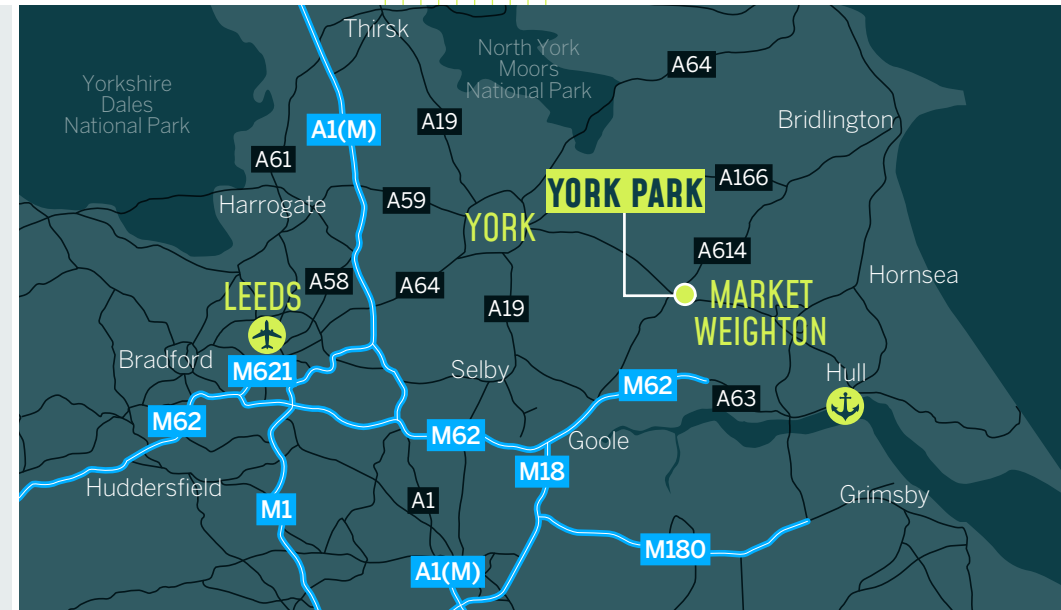 Thirsk
North York
Moors
National Park
A64
Yorkshire
Dales
National Park
A1(M)
A19
Bridlington
A61
YORK PARK
A166
Harrogate
A59
YORK
A614
A58
A64
Hornsea
LEEDS
A19
MARKET
WEIGHTON
Bradford
M621
Selby
M62
Hull
A63
M62
M62
Goole
M18
Huddersfield
A1
Grimsby
M1
M180
A1(M)